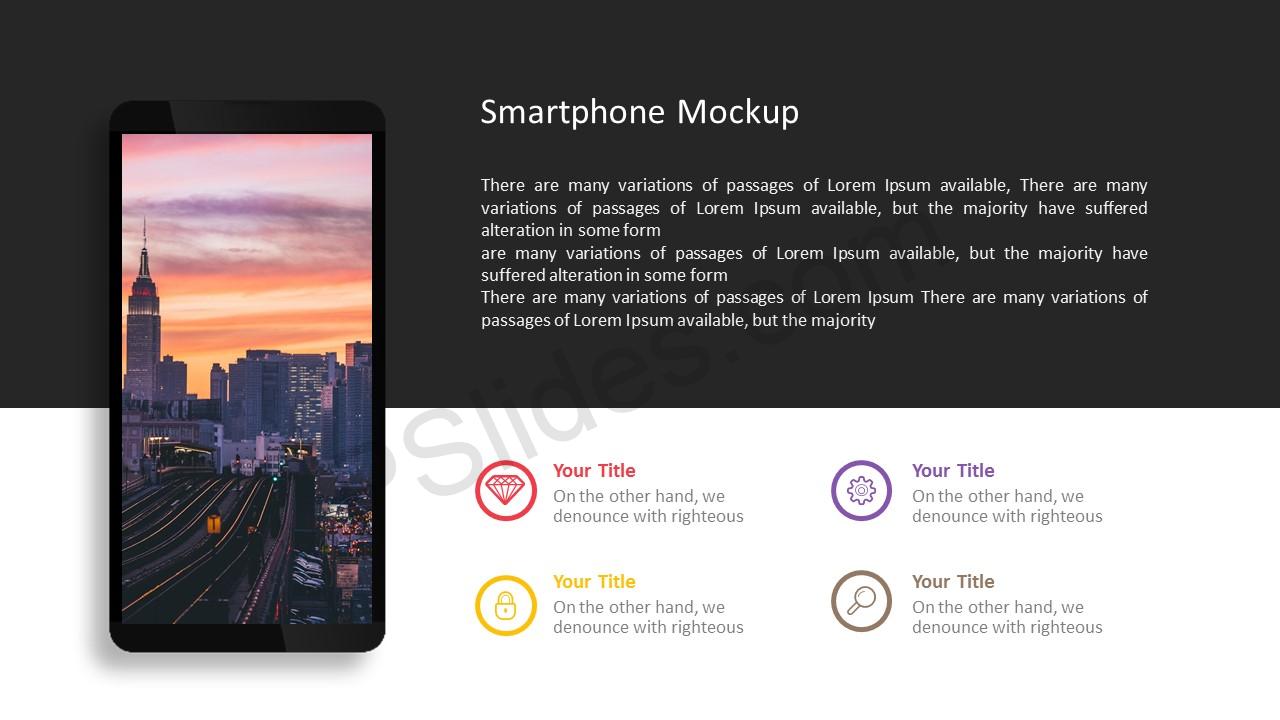 Smartphone Mockup
There are many variations of passages of Lorem Ipsum available, There are many
variations of passages of Lorem Ipsum available, but the majority have suffered
alteration in some form
are many variations of passages of Lorem Ipsum available, but the majority have
suffered alteration in some form
There are many variations of passages of Lorem Ipsum There are many variations of
passages of Lorem Ipsum available, but the majority
Your Title
On the other hand, we
denounce with righteous
Your Title
On the other hand, we
denounce with righteous
Your Title
On the other hand, we
denounce with righteous
Your Title
On the other hand, we
denounce with righteous